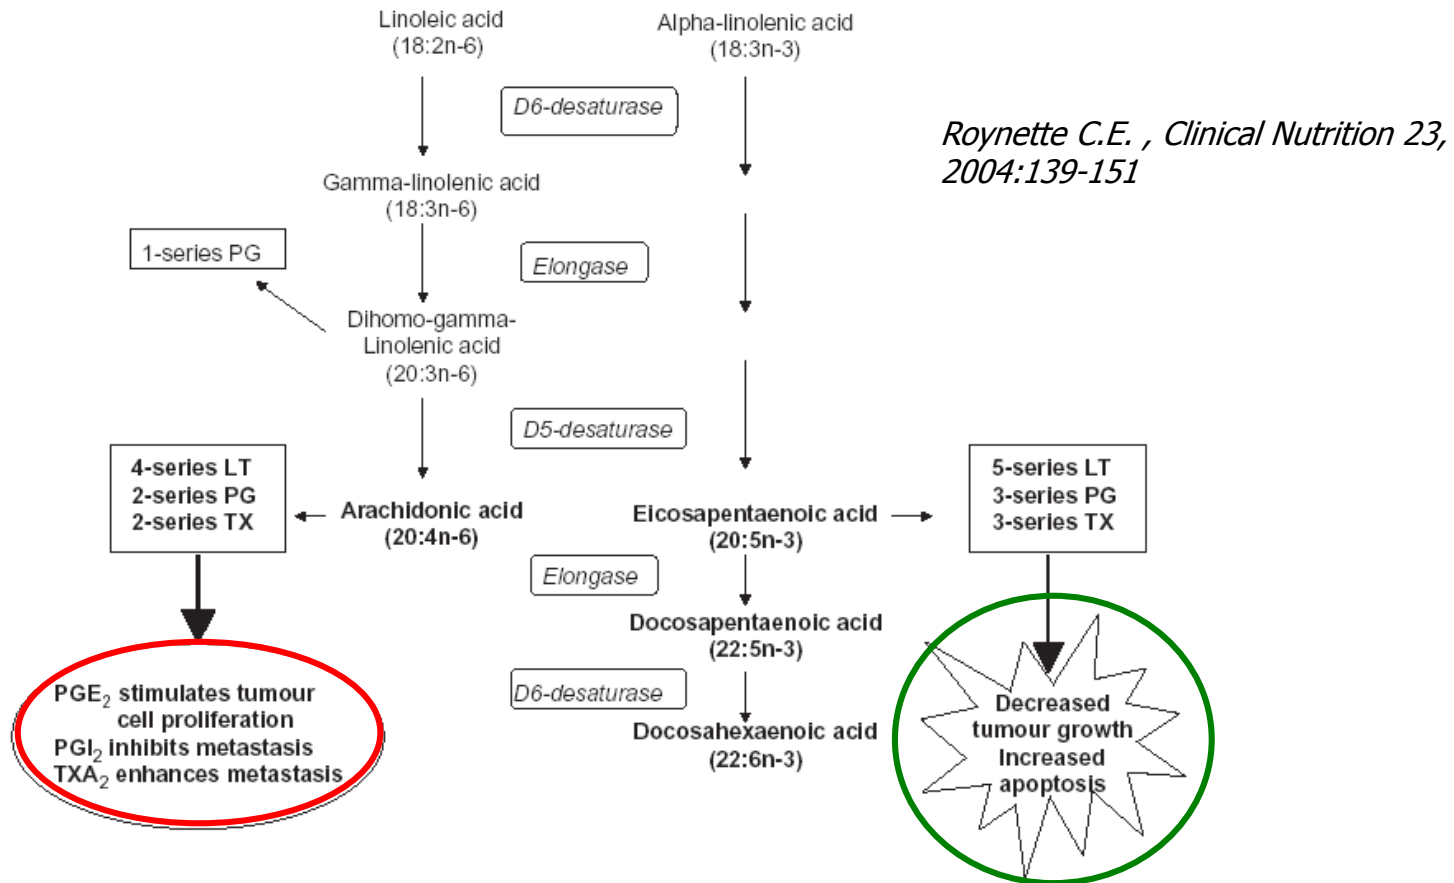 Linoleic acid
(18:2n-6)
Alpha-linolenic acid
(18:3n-3)
D6-desaturase
Roynette C.E. , Clinical Nutrition 23,
2004:139-151
Gamma-linolenic acid
(18:3n-6)
1-series PG
Elongase
Dihomo-gamma-
Linolenic acid
(20:3n-6)
D5-desaturase
4-series LT
2-series PG
2-series TX
Arachidonic acid
(20:4n-6)
Eicosapentaenoic acid
(20:5n-3)
5-series LT
3-series PG
3-series TX
Elongase
Docosapentaenoic acid
(22:5n-3)
D6-desaturase
Docosahexaenoic acid
(22:6n-3)
PGE2 stimulates tumour
cell proliferation
PGI2 inhibits metastasis
TXA2 enhances metastasis
Decreased
tumour growth
Increased
apoptosis